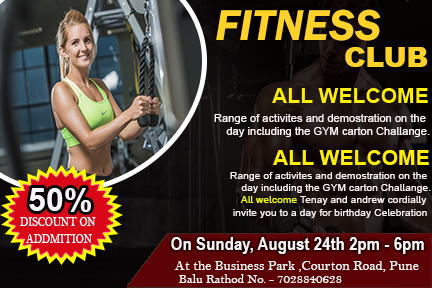 FITNESS
CLUB
ALL WELCOME
Range of activites and demostration on the
day including the GYM carton Challange.
ALL WELCOME
Range of activites and demostration on the
day including the GYM carton Challange.
All welcome Tenay and andrew cordially
invite you to a day for birthday Celebration
50%
DISCOUNT ON
ADDMITION
On Sunday, August 24th 2pm - 6pm
At the Business Park ,Courton Road, Pune
Balu Rathod No. - 7028840628